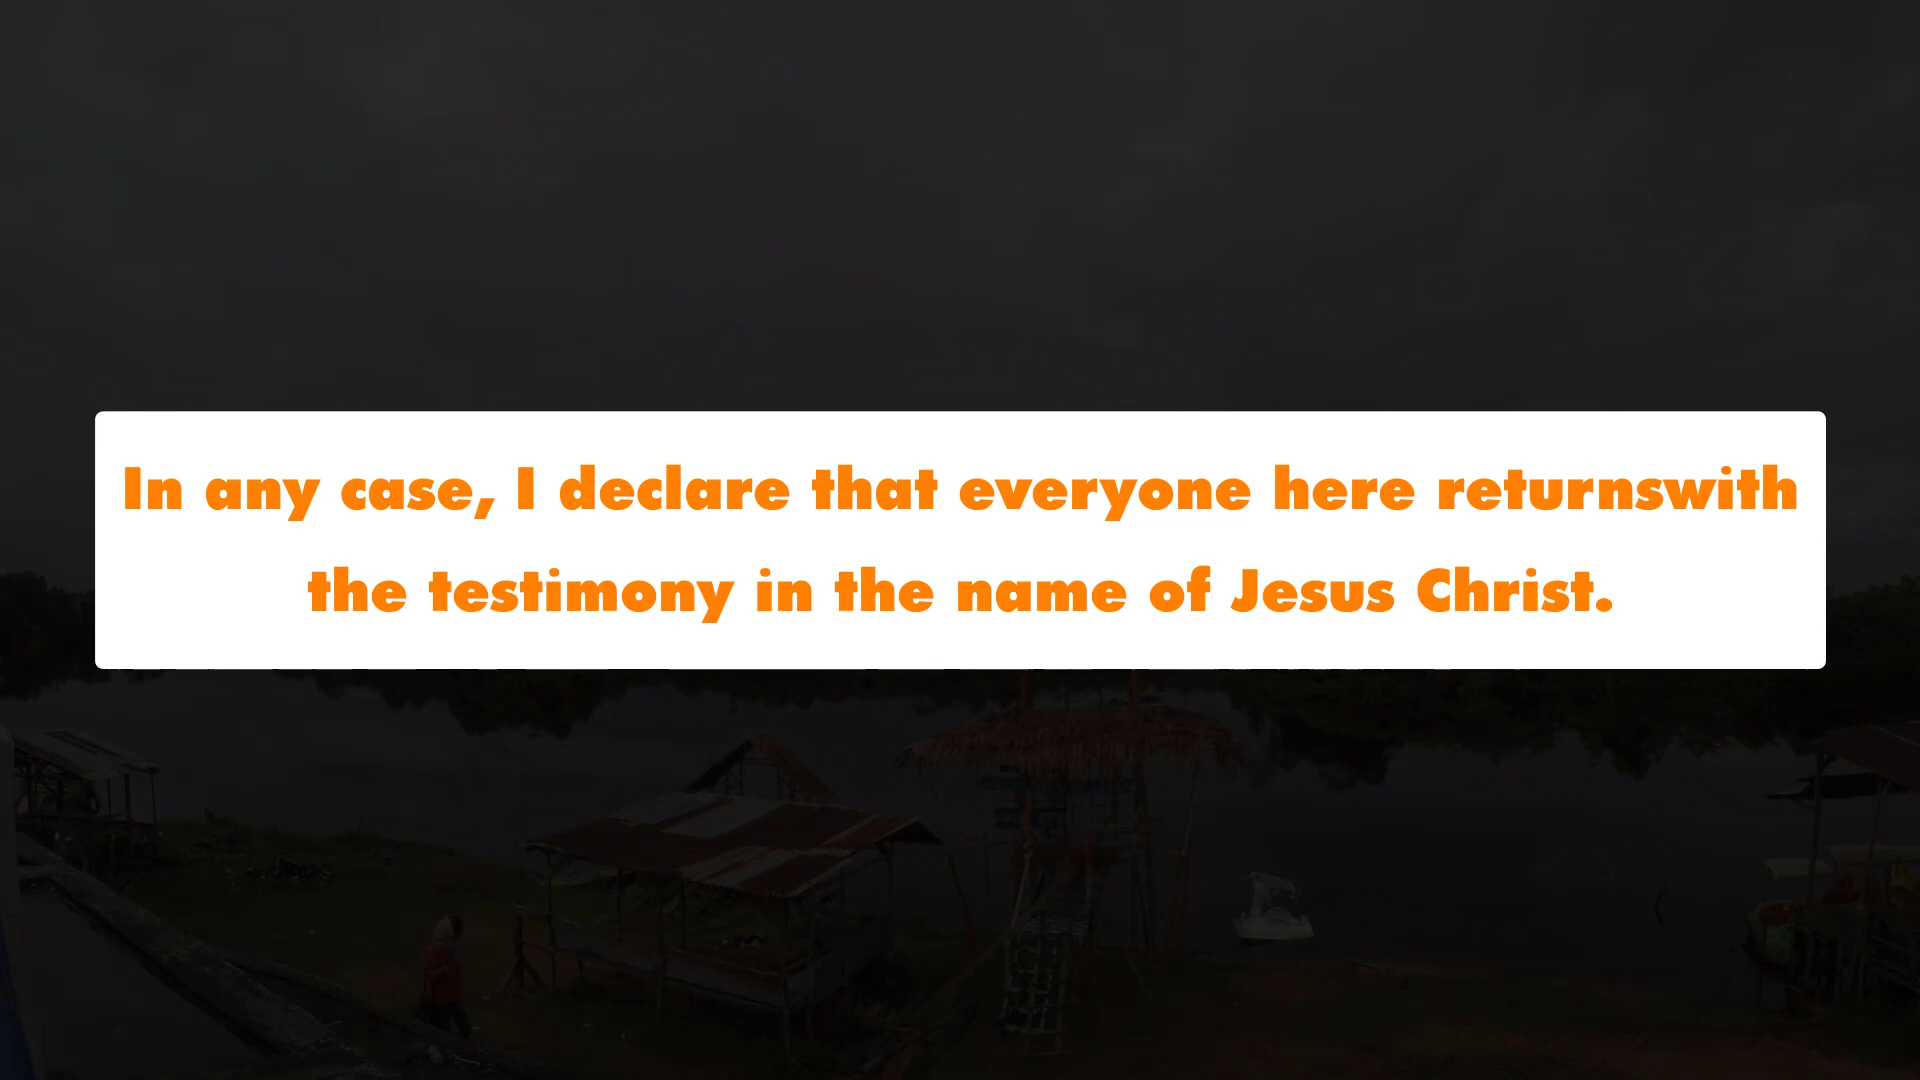 In any case, I declare that everyone here returnswith
the testimony in the name of Jesus Christ.